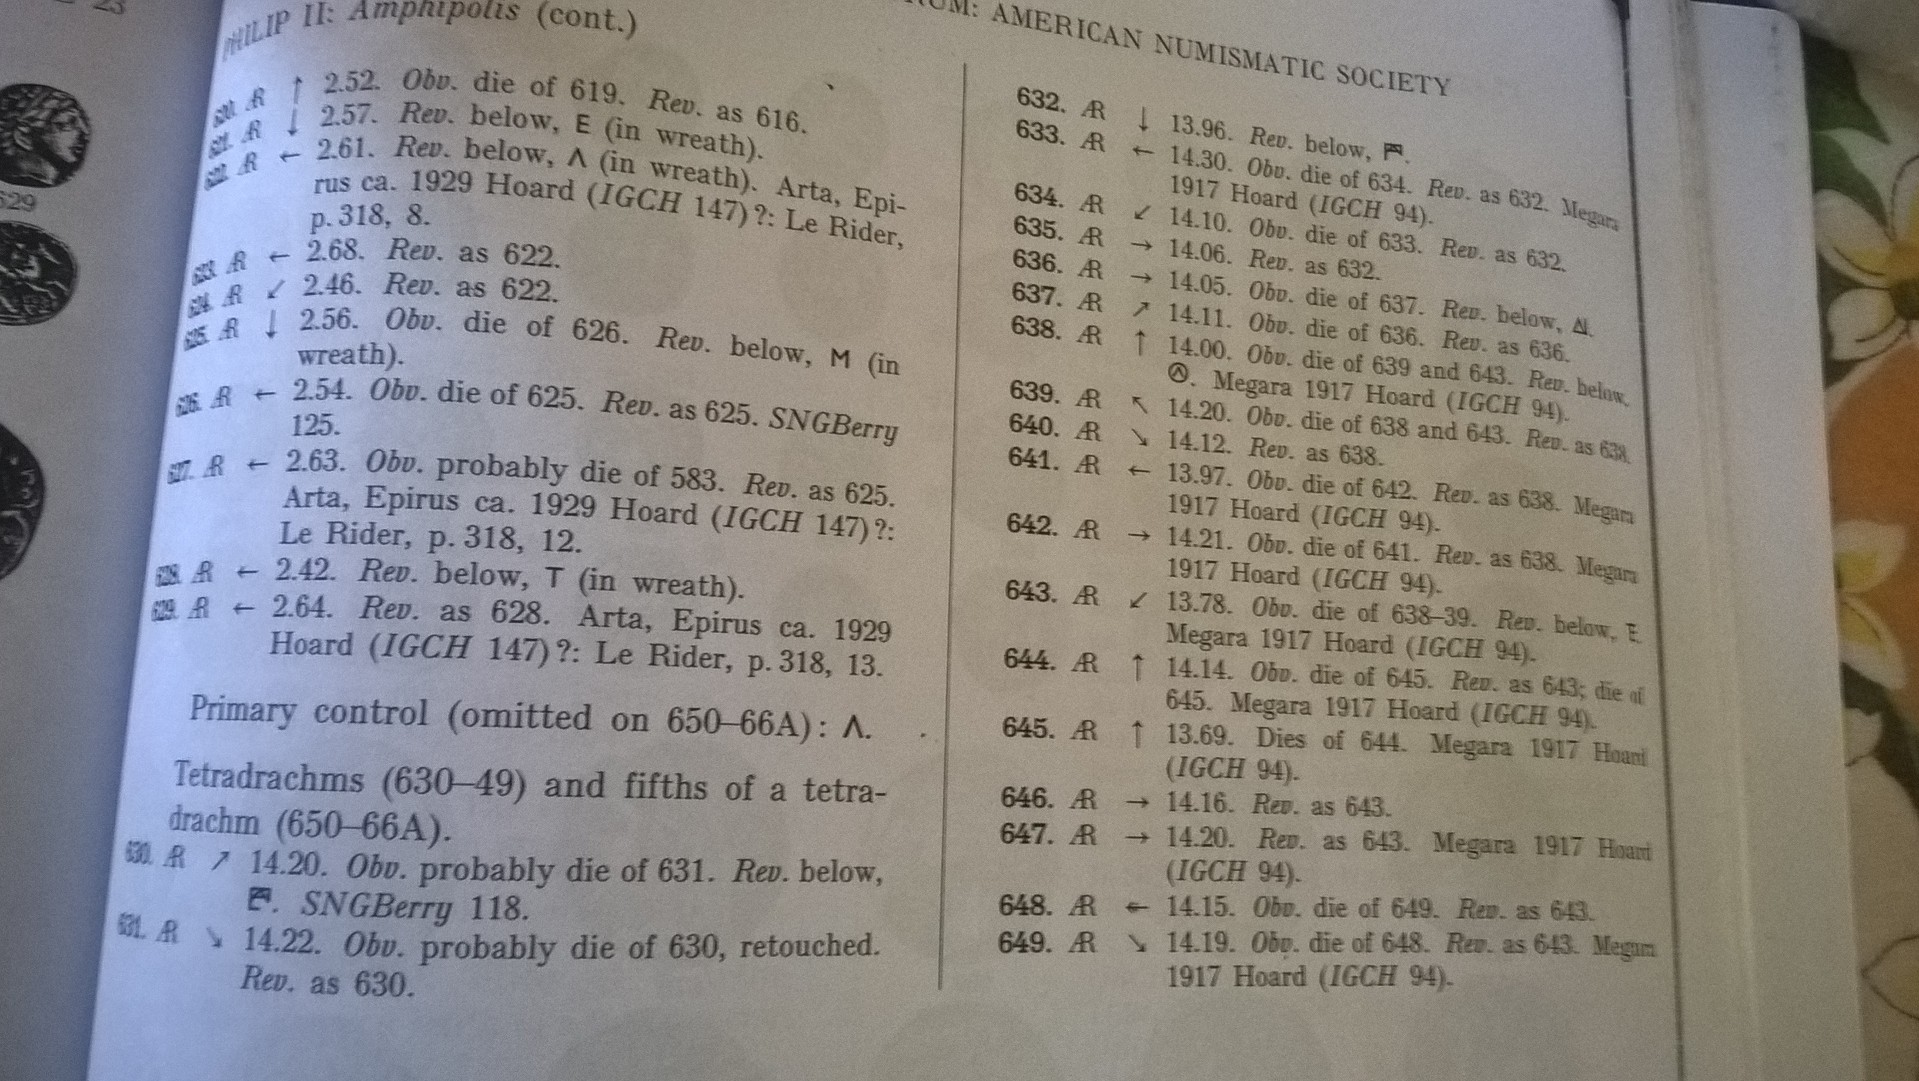 23
629
PHILIP II: Amphipolis (cont.)
620. AR ↑ 2.52. Obv. die of 619. Rev. as 616.
621. AR ↓ 2.57. Rev. below, E (in wreath).
622. AR ← 2.61. Rev. below, Λ (in wreath). Arta, Epi-
rus ca. 1929 Hoard (IGCH 147)?: Le Rider,
p. 318, 8.
623. AR ← 2.68. Rev. as 622.
624. AR ↙ 2.46. Rev. as 622.
625. AR ↓ 2.56. Obv. die of 626. Rev. below, M (in
wreath).
626. AR ← 2.54. Obv. die of 625. Rev. as 625. SNGBerry
125.
627. AR ← 2.63. Obv. probably die of 583. Rev. as 625.
Arta, Epirus ca. 1929 Hoard (IGCH 147)?:
Le Rider, p. 318, 12.
628. AR ← 2.42. Rev. below, T (in wreath).
629. AR ← 2.64. Rev. as 628. Arta, Epirus ca. 1929
Hoard (IGCH 147)?: Le Rider, p. 318, 13.
Primary control (omitted on 650–66A): Λ.
Tetradrachms (630–49) and fifths of a tetra-
drachm (650–66A).
630. AR ↗ 14.20. Obv. probably die of 631. Rev. below,
. SNGBerry 118.
631. AR ↘ 14.22. Obv. probably die of 630, retouched.
Rev. as 630.
AMERICAN NUMISMATIC SOCIETY
632. AR ↓ 13.96. Rev. below,
633. AR ← 14.30. Obv. die of 634. Rev. as 632. Megara
1917 Hoard (IGCH 94).
634. AR ↙ 14.10. Obv. die of 633. Rev. as 632.
635. AR → 14.06. Rev. as 632.
636. AR → 14.05. Obv. die of 637. Rev. below,
637. AR ↗ 14.11. Obv. die of 636. Rev. as 636.
638. AR ↑ 14.00. Obv. die of 639 and 643. Rev. below,
. Megara 1917 Hoard (IGCH 94).
639. AR ↖ 14.20. Obv. die of 638 and 643. Rev. as 638.
640. AR ↘ 14.12. Rev. as 638.
641. AR ← 13.97. Obv. die of 642. Rev. as 638. Megara
1917 Hoard (IGCH 94).
642. AR → 14.21. Obv. die of 641. Rev. as 638. Megara
1917 Hoard (IGCH 94).
643. AR ↙ 13.78. Obv. die of 638–39. Rev. below, E.
Megara 1917 Hoard (IGCH 94).
644. AR ↑ 14.14. Obv. die of 645. Rev. as 643; die of
645. Megara 1917 Hoard (IGCH 94).
645. AR ↑ 13.69. Dies of 644. Megara 1917 Hoard
(IGCH 94).
646. AR → 14.16. Rev. as 643.
647. AR → 14.20. Rev. as 643. Megara 1917 Hoard
(IGCH 94).
648. AR ← 14.15. Obv. die of 649. Rev. as 643.
649. AR ↘ 14.19. Obv. die of 648. Rev. as 643. Megara
1917 Hoard (IGCH 94).